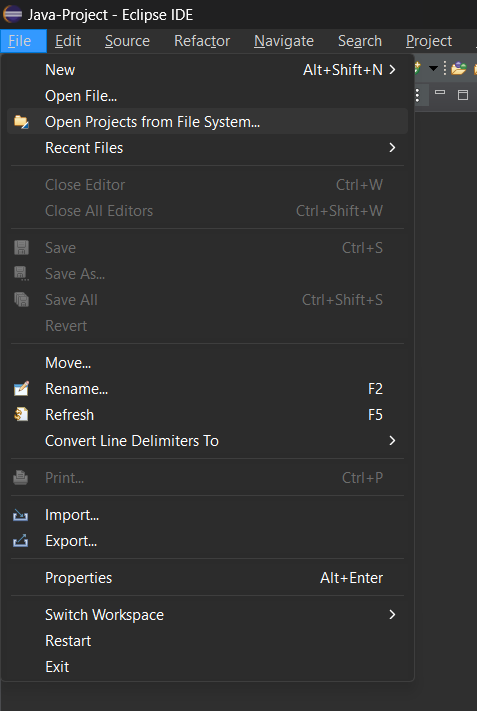 Java-Project - Eclipse IDE
File Edit Source Refactor Navigate Search Project
New Alt+Shift+N
Open File...
Open Projects from File System...
Recent Files
Close Editor Ctrl+W
Close All Editors Ctrl+Shift+W
Save Ctrl+S
Save As...
Save All Ctrl+Shift+S
Revert
Move...
Rename... F2
Refresh F5
Convert Line Delimiters To
Print... Ctrl+P
Import...
Export...
Properties Alt+Enter
Switch Workspace
Restart
Exit